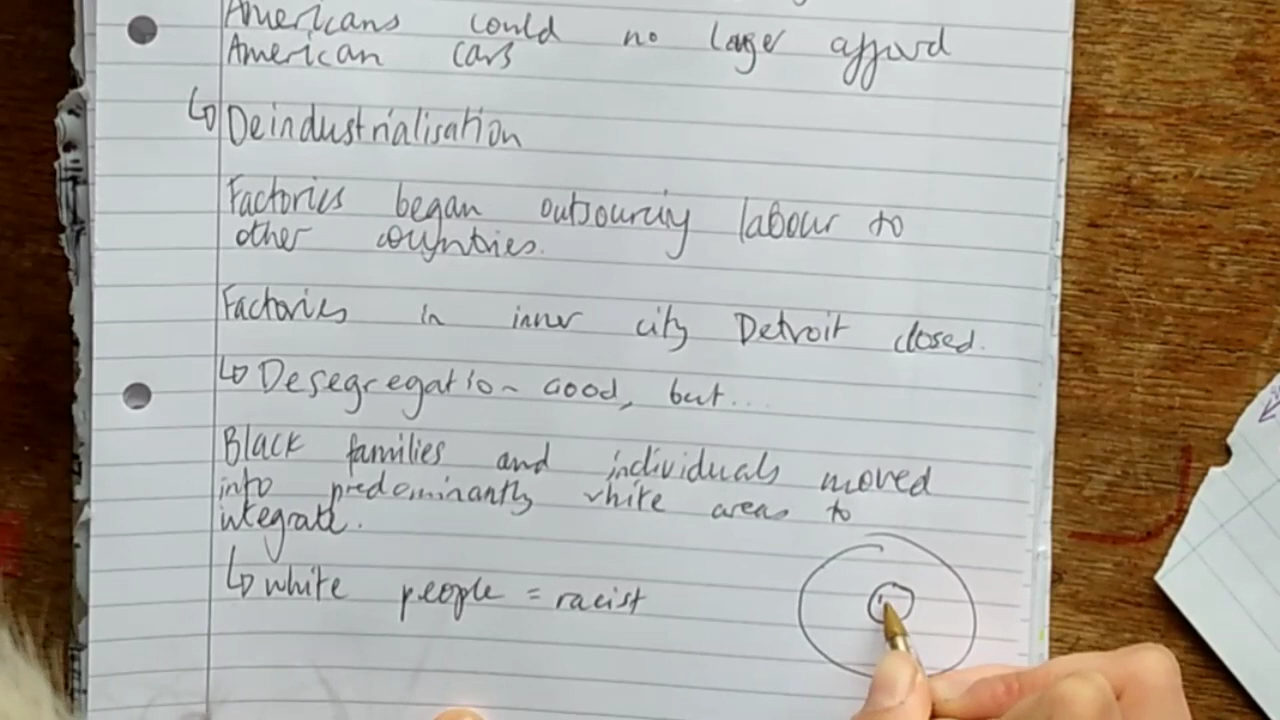 Americans could no longer afford
American cars
↳ Deindustrialisation
Factories began outsourcing labour to
other countries.
Factories in inner city Detroit closed.
↳ Desegregation Good, but...
Black families and individuals moved
into predominantly white areas to
integrate.
↳ white people = racist